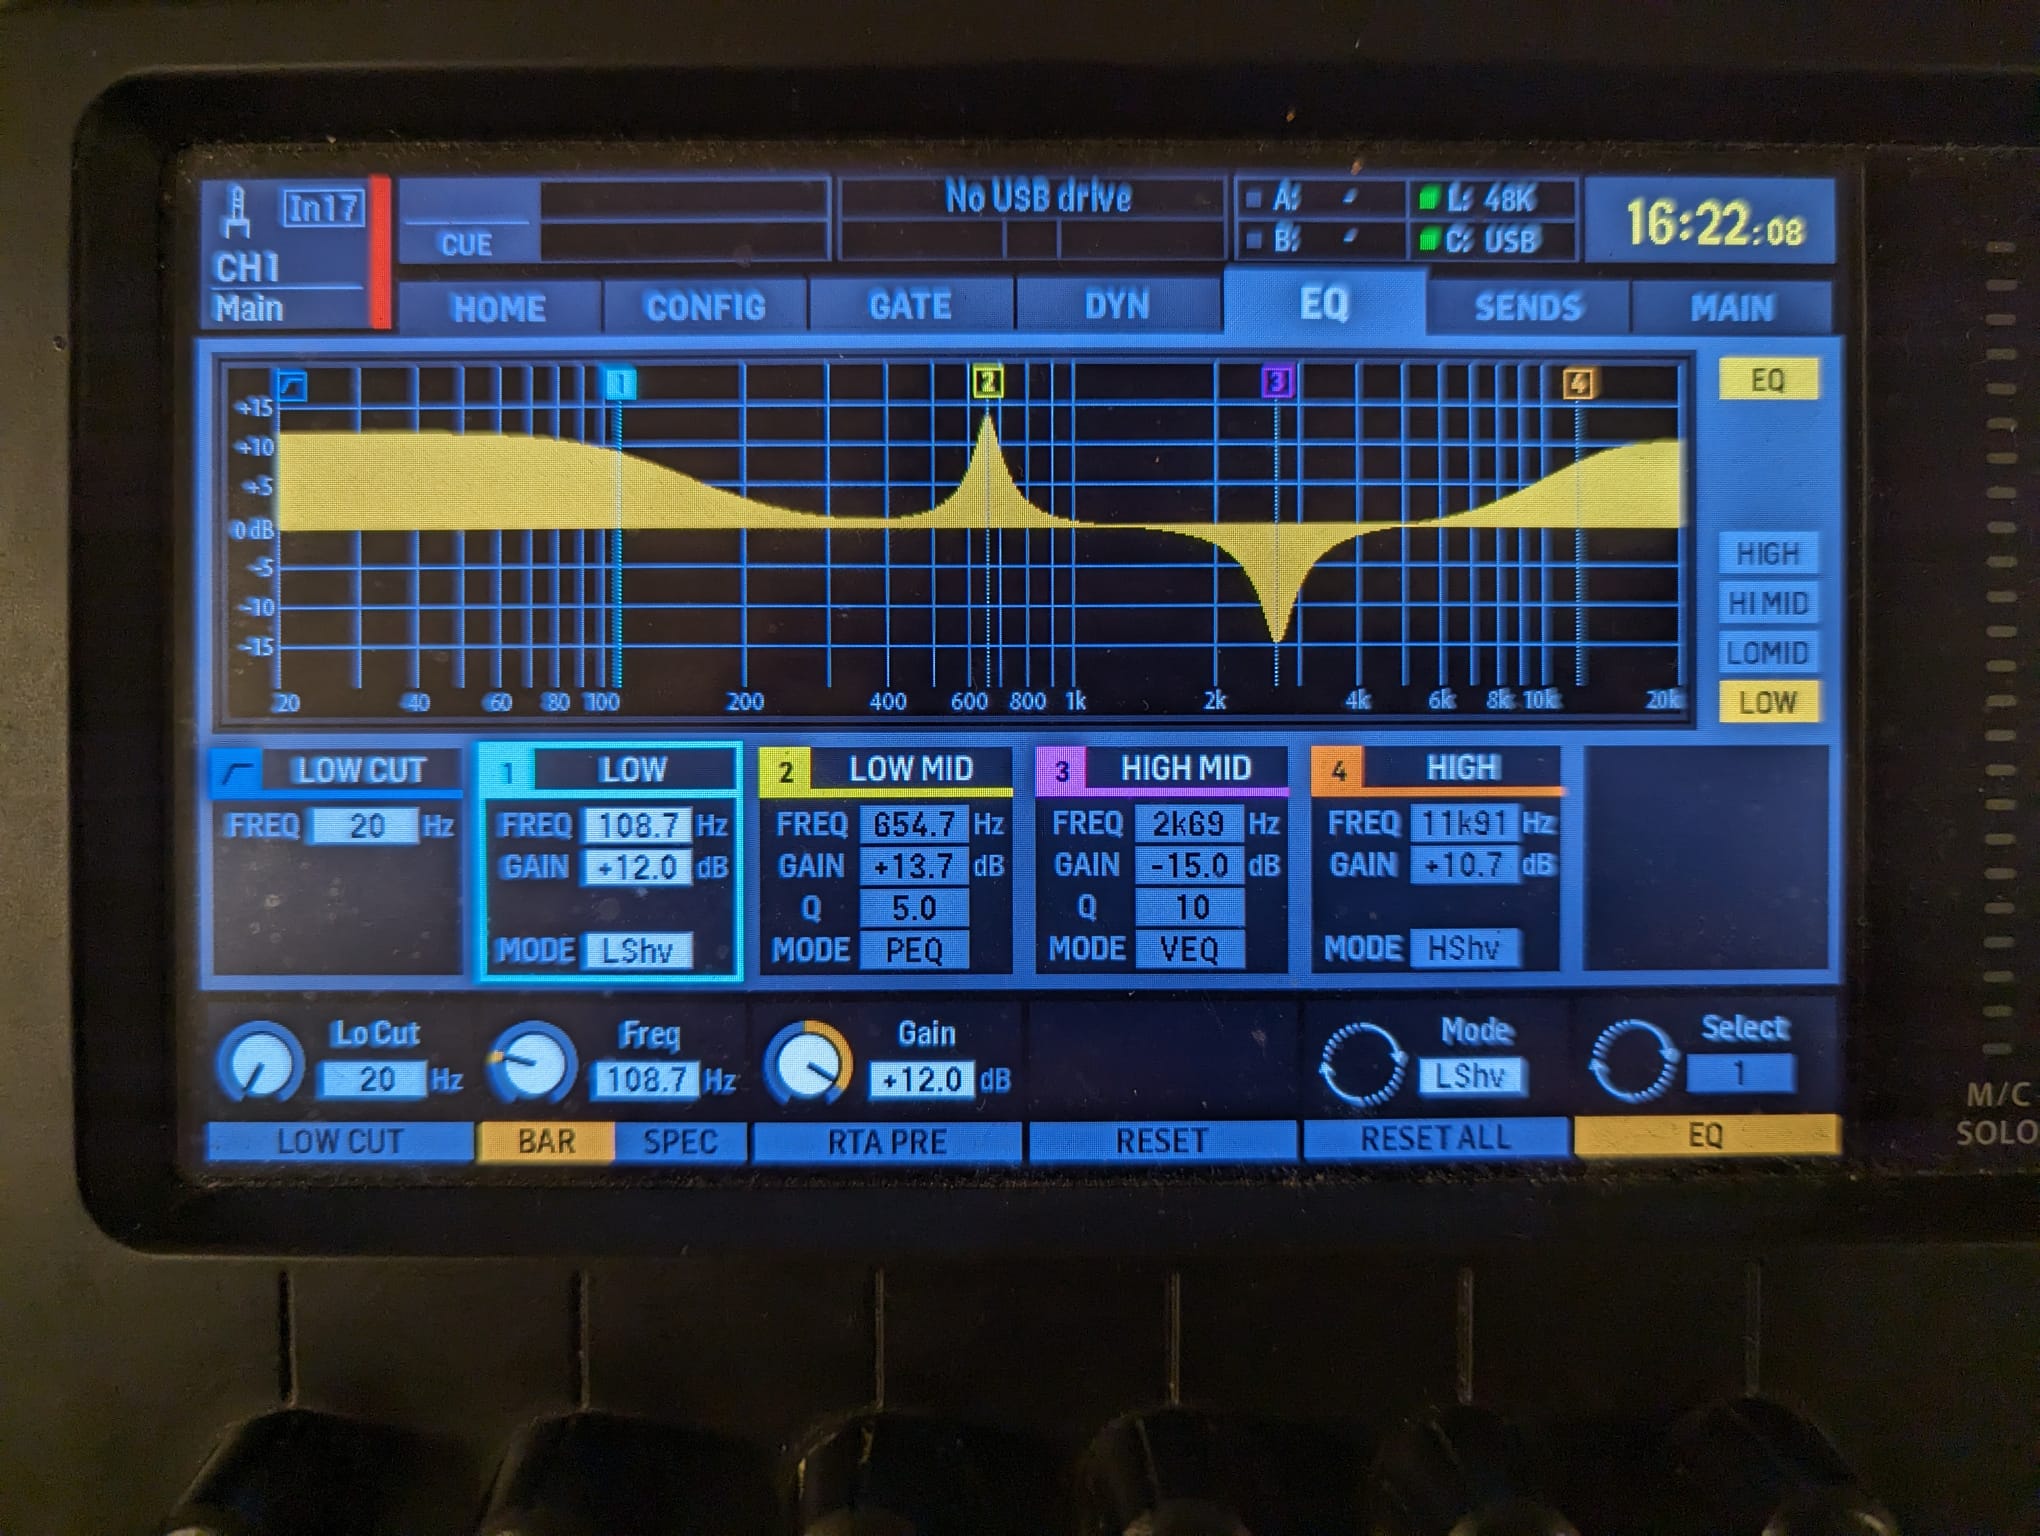 In17
CH1
Main
CUE
No USB drive
A: -
B: -
L: 48K
C: USB
16:22:08
HOME CONFIG GATE DYN EQ SENDS MAIN
1 2 3 4
+15
+10
+5
0 dB
-5
-10
-15
20 40 60 80 100 200 400 600 800 1k 2k 4k 6k 8k 10k 20k
EQ
HIGH
HI MID
LOMID
LOW
LOW CUT
FREQ 20 Hz
1 LOW
FREQ 108.7 Hz
GAIN +12.0 dB
MODE LShv
2 LOW MID
FREQ 654.7 Hz
GAIN +13.7 dB
Q 5.0
MODE PEQ
3 HIGH MID
FREQ 2k69 Hz
GAIN -15.0 dB
Q 10
MODE VEQ
4 HIGH
FREQ 11k91 Hz
GAIN +10.7 dB
MODE HShv
Lo Cut
20 Hz
Freq
108.7 Hz
Gain
+12.0 dB
Mode
LShv
Select
1
LOW CUT BAR SPEC RTA PRE RESET RESET ALL EQ
M/C
SOLO